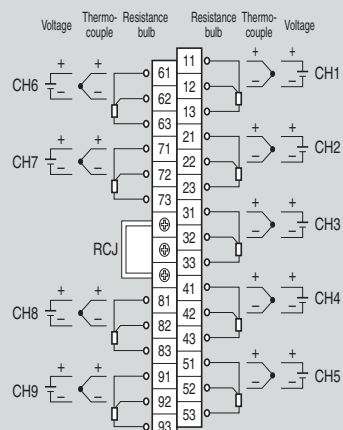 Voltage Thermo-couple Resistance bulb Resistance bulb Thermo-couple Voltage
11
61 + − CH1
CH6 + − 12
62 13
63 21
71 + − CH2
CH7 + − 22
72 23
73 31
+ − CH3
RCJ 32
33
81 41
CH8 + − 42 + − CH4
82 43
83 51
91 + − CH5
CH9 + − 52
92 53
93